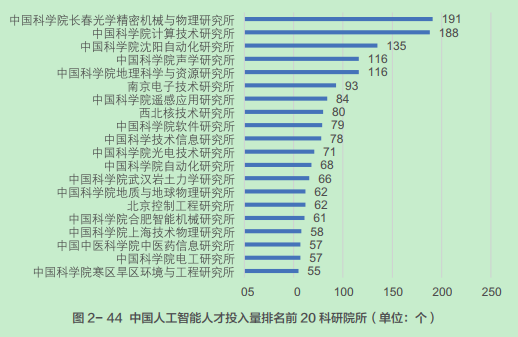 中国科学院长春光学精密机械与物理研究所 191
中国科学院计算技术研究所 188
中国科学院沈阳自动化研究所 135
中国科学院声学研究所 116
中国科学院地理科学与资源研究所 116
南京电子技术研究所 93
中国科学院遥感应用研究所 84
西北核技术研究所 80
中国科学院软件研究所 79
中国科学技术信息研究所 78
中国科学院光电技术研究所 71
中国科学院自动化研究所 68
中国科学院武汉岩土力学研究所 66
中国科学院地质与地球物理研究所 62
北京控制工程研究所 62
中国科学院合肥智能机械研究所 61
中国科学院上海技术物理研究所 58
中国中医科学院中医药信息研究所 57
中国科学院电工研究所 57
中国科学院寒区旱区环境与工程研究所 55
05 0 100 150 200 250
图 2- 44 中国人工智能人才投入量排名前 20 科研院所（单位：个）